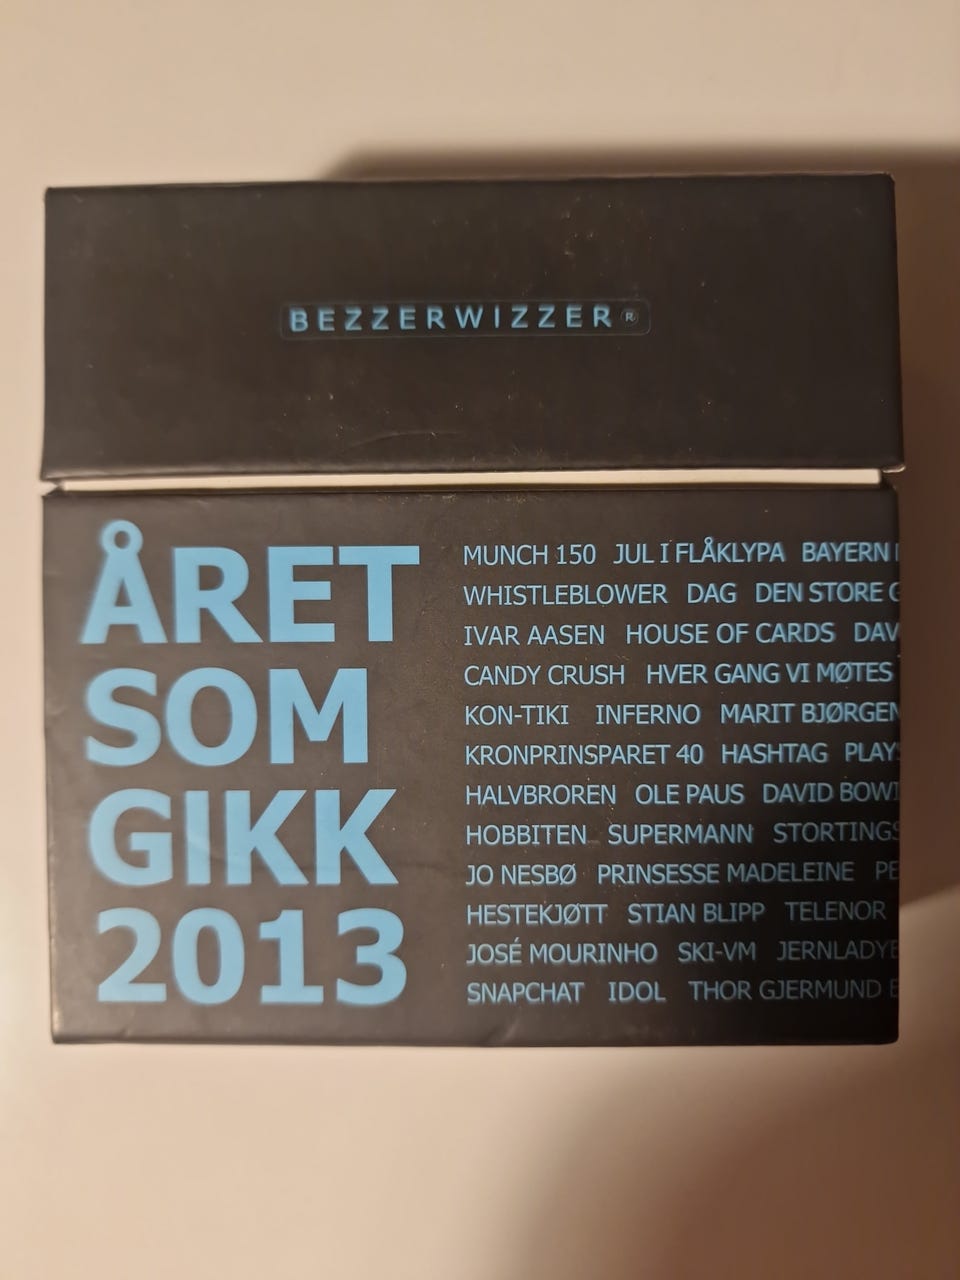 BEZZERWIZZER®
ÅRET
SOM
GIKK
2013
MUNCH 150 JUL I FLÅKLYPA BAYERN
WHISTLEBLOWER DAG DEN STORE
IVAR AASEN HOUSE OF CARDS
CANDY CRUSH HVER GANG VI MØTES
KON-TIKI INFERNO MARIT BJØRGEN
KRONPRINSPARET 40 HASHTAG
HALVBROREN OLE PAUS DAVID
HOBBITEN SUPERMANN
JO NESBØ PRINSESSE MADELEINE
HESTEKJØTT STIAN BLIPP TELENOR
JOSÉ MOURINHO SKI-VM
SNAPCHAT IDOL THOR GJERMUND